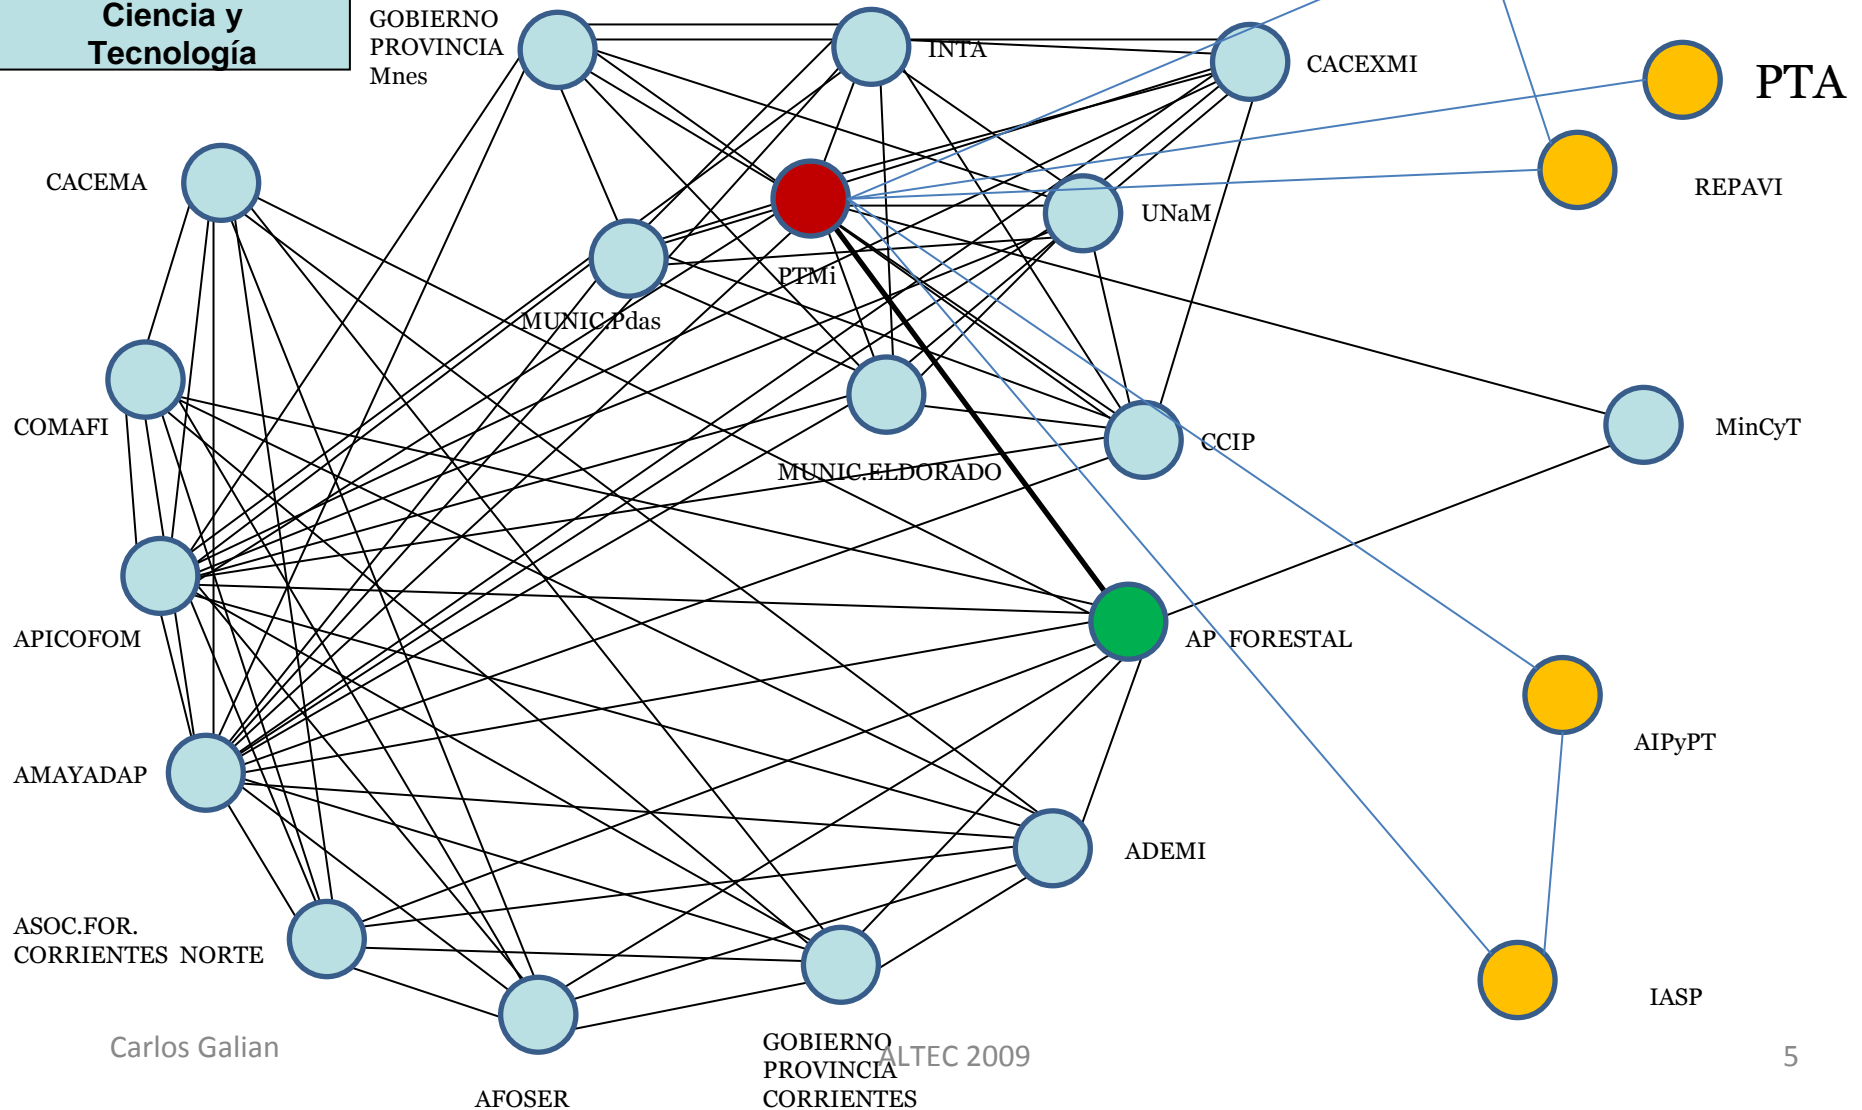 Ciencia y
Tecnología
GOBIERNO
PROVINCIA
Mnes
INTA
CACEXMI
PTA
CACEMA
REPAVI
UNaM
PTMi
MUNIC.Pdas
COMAFI
MinCyT
CCIP
MUNIC.ELDORADO
APICOFOM
AP FORESTAL
AIPyPT
AMAYADAP
ADEMI
ASOC.FOR.
CORRIENTES NORTE
IASP
Carlos Galian
GOBIERNO
PROVINCIA
CORRIENTES
ALTEC 2009
5
AFOSER